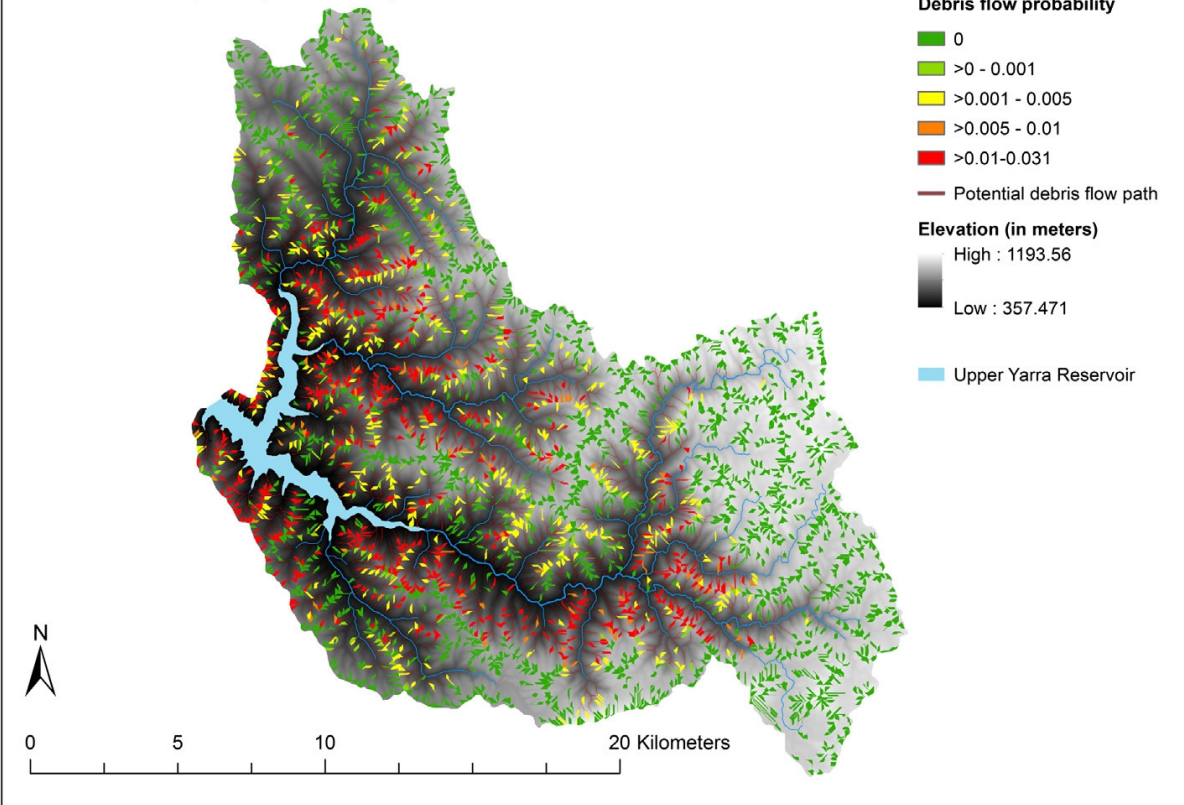 Debris flow probability
0
>0 - 0.001
>0.001 - 0.005
>0.005 - 0.01
>0.01-0.031
Potential debris flow path
Elevation (in meters)
High : 1193.56
Low : 357.471
Upper Yarra Reservoir
N
0 5 10 20 Kilometers